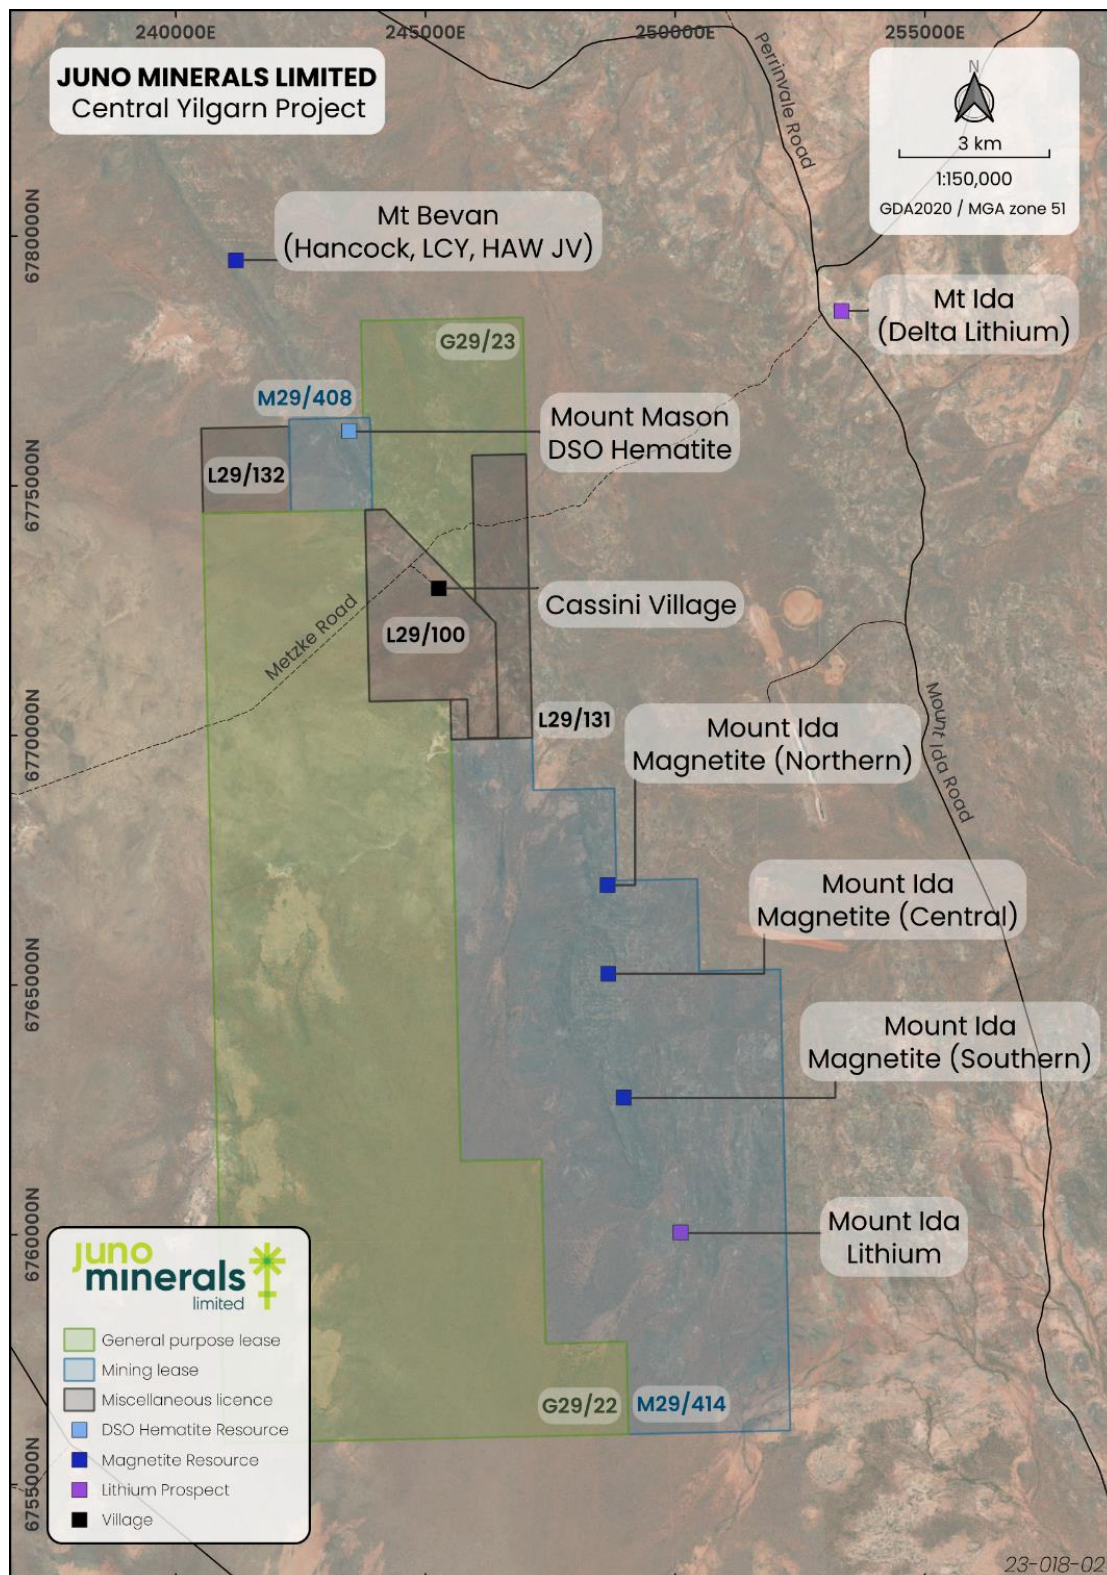 240000E
245000E
250000E
255000E
JUNO MINERALS LIMITED
Central Yilgarn Project
N
3 km
1:150,000
GDA2020 / MGA zone 51
Perrinvale Road
6780000N
Mt Bevan
(Hancock, LCY, HAW JV)
Mt Ida
(Delta Lithium)
G29/23
M29/408
Mount Mason
DSO Hematite
L29/132
6775000N
Cassini Village
L29/100
Metzke Road
L29/131
6770000N
Mount Ida
Magnetite (Northern)
Mount Ida Road
Mount Ida
Magnetite (Central)
6765000N
Mount Ida
Magnetite (Southern)
Mount Ida
Lithium
6760000N
juno
minerals
limited
General purpose lease
Mining lease
Miscellaneous licence
DSO Hematite Resource
Magnetite Resource
Lithium Prospect
Village
G29/22
M29/414
6755000N
23-018-02